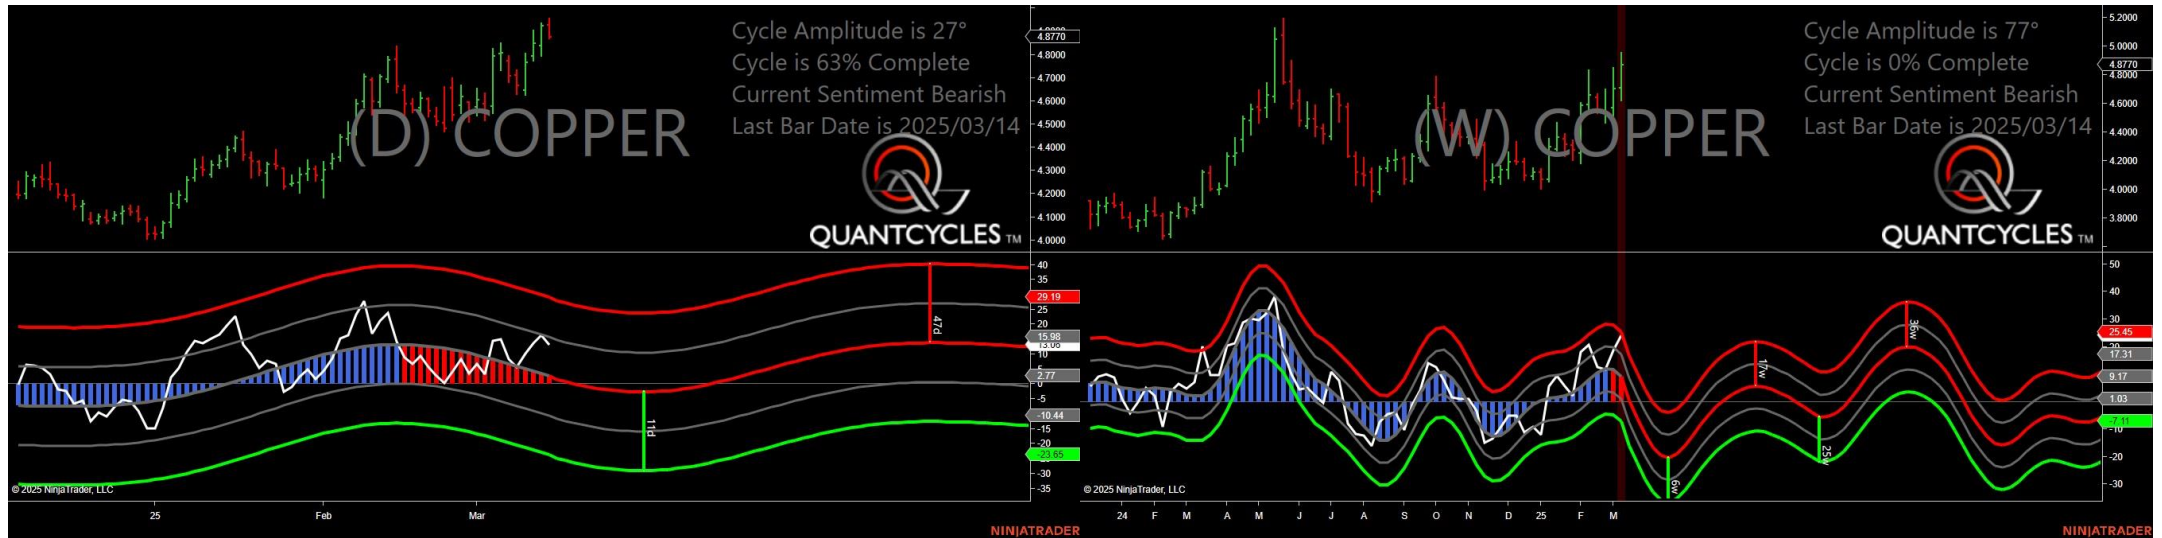 Cycle Amplitude is 27°
Cycle is 63% Complete
Current Sentiment Bearish
Last Bar Date is 2025/03/14
(D) COPPER
QUANTCYCLES TM
4.8770
4.8000
4.7000
4.6000
4.5000
4.4000
4.3000
4.2000
4.1000
4.0000
40
35
29.19
25
20
15.98
13.06
10
2.77
-5
-10.44
-15
-20
-23.65
-30
-35
47d
11d
© 2025 NinjaTrader, LLC
25 Feb Mar
NINJATRADER
Cycle Amplitude is 77°
Cycle is 0% Complete
Current Sentiment Bearish
Last Bar Date is 2025/03/14
(W) COPPER
QUANTCYCLES TM
5.2000
5.0000
4.8770
4.8000
4.6000
4.4000
4.2000
4.0000
3.8000
50
40
30
25.45
17.31
9.17
1.03
-7.11
-10
-20
-30
17w
36w
25w
6w
© 2025 NinjaTrader, LLC
24 F M A M J J A S O N D 25 F M
NINJATRADER